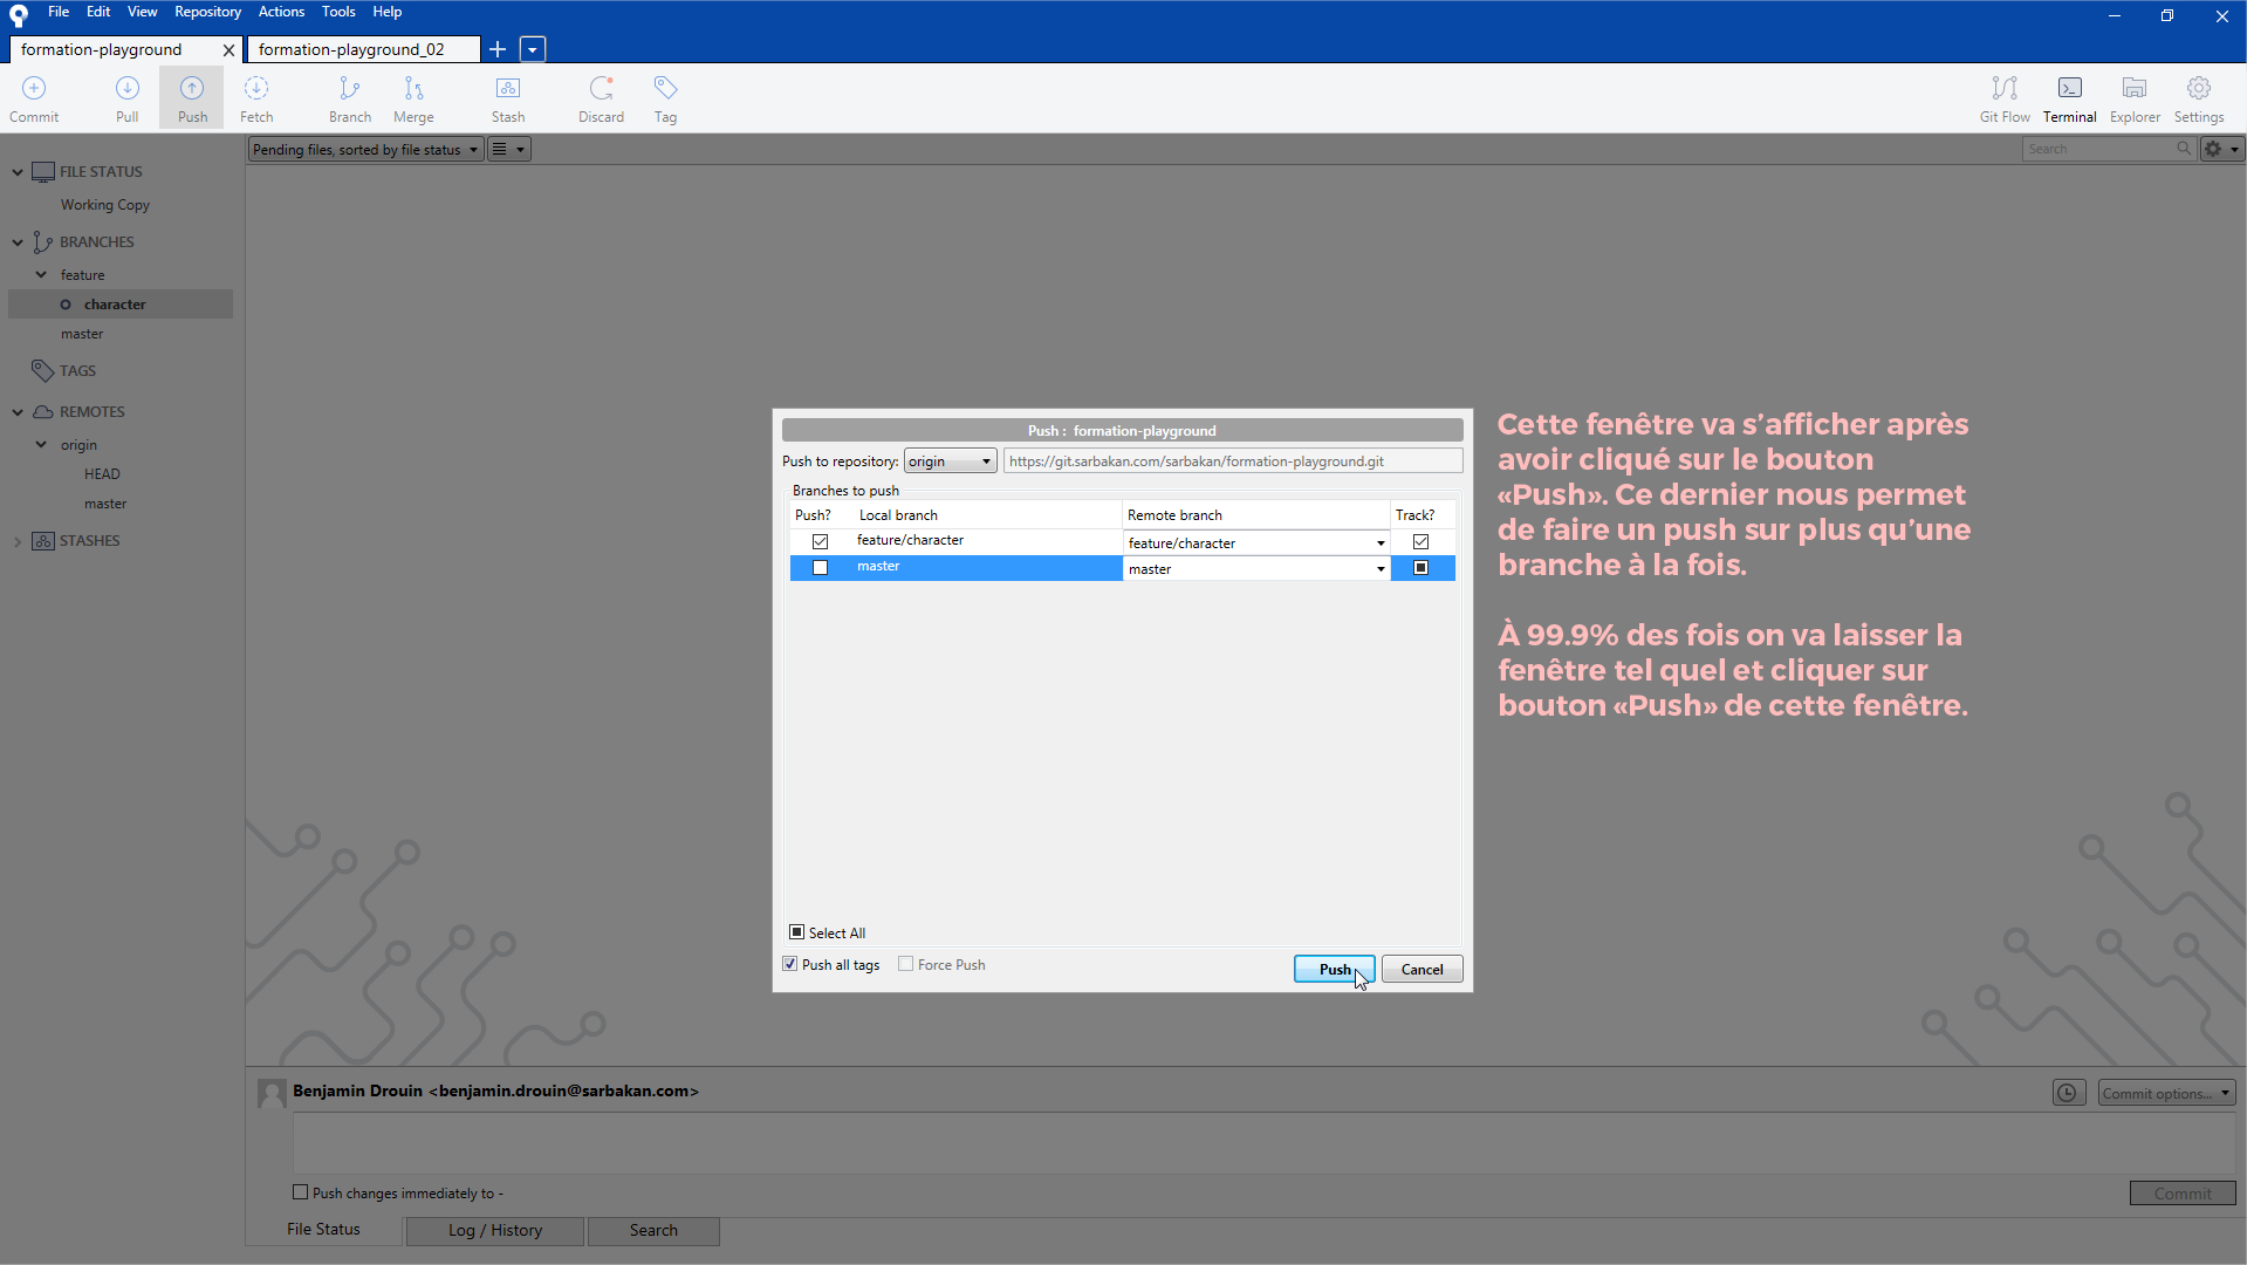 File Edit View Repository Actions Tools Help
formation-playground formation-playground_02
Commit Pull Push Fetch Branch Merge Stash Discard Tag Git Flow Terminal Explorer Settings
Pending files, sorted by file status Search
FILE STATUS
Working Copy
BRANCHES
feature
character
master
TAGS
REMOTES
origin
HEAD
master
STASHES
Push : formation-playground
Push to repository: origin https://git.sarbakan.com/sarbakan/formation-playground.git
Branches to push
Push? Local branch Remote branch Track?
feature/character feature/character
master master
Select All
Push all tags Force Push Push Cancel
Cette fenêtre va s’afficher après
avoir cliqué sur le bouton
«Push». Ce dernier nous permet
de faire un push sur plus qu’une
branche à la fois.
À 99.9% des fois on va laisser la
fenêtre tel quel et cliquer sur
bouton «Push» de cette fenêtre.
Benjamin Drouin <benjamin.drouin@sarbakan.com> Commit options...
Push changes immediately to - Commit
File Status Log / History Search